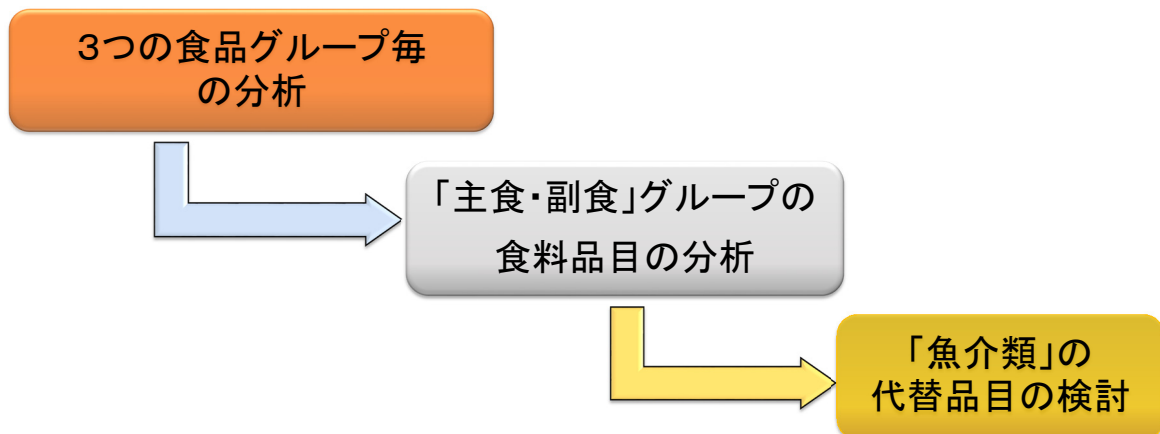 ３つの食品グループ毎
の分析
「主食・副食」グループの
食料品目の分析
「魚介類」の
代替品目の検討